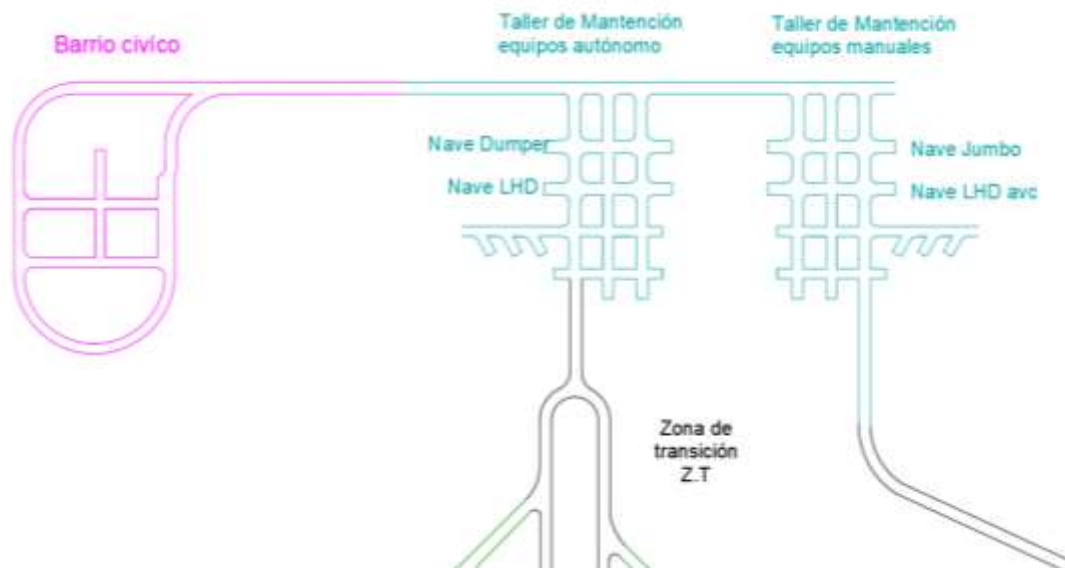 Barrio cívico
Taller de Mantención
equipos autónomo
Taller de Mantención
equipos manuales
Nave Dumper
Nave LHD
Nave Jumbo
Nave LHD avc
Zona de
transición
Z.T